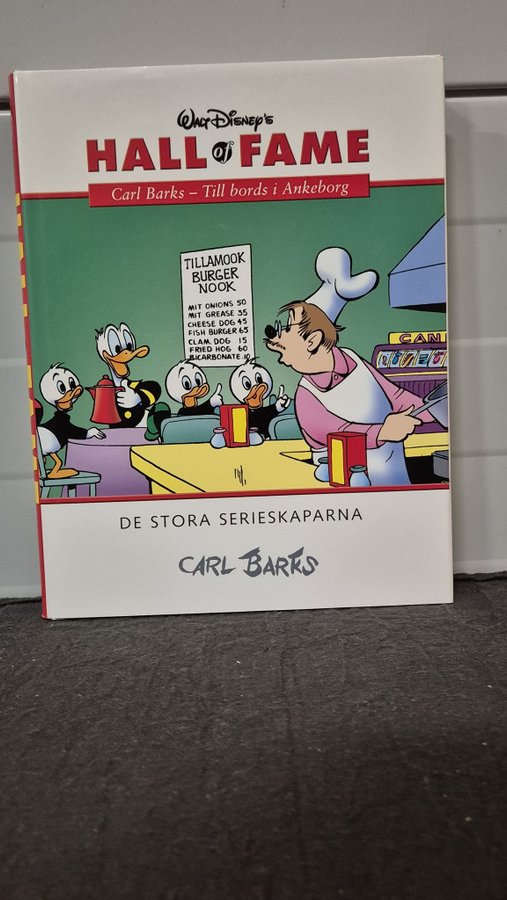 Walt Disney's
HALL of FAME
Carl Barks – Till bords i Ankeborg
TILLAMOOK
BURGER
NOOK
MIT ONIONS 50
MIT GREASE 35
CHEESE DOG 45
FISH BURGER 65
CLAM DOG 15
FRIED HOG 60
BICARBONATE .10
CAN
DE STORA SERIESKAPARNA
CARL BARKS